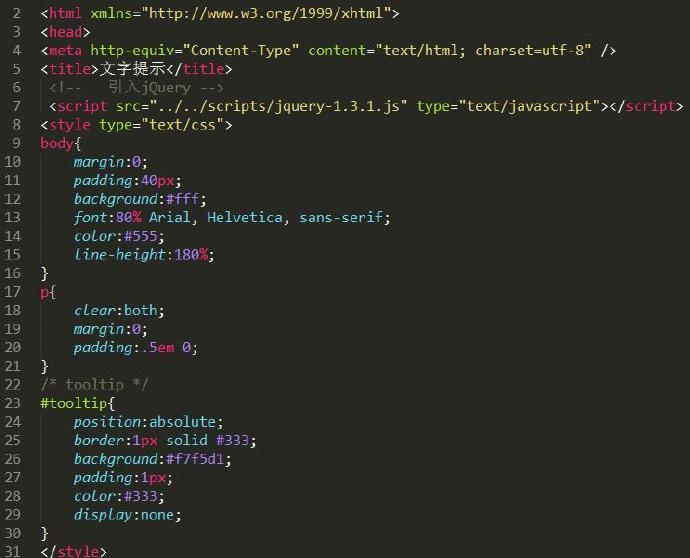 2 <html xmlns="http://www.w3.org/1999/xhtml">
3 <head>
4 <meta http-equiv="Content-Type" content="text/html; charset=utf-8" />
5 <title>文字提示</title>
6 <!--   引入jQuery -->
7 <script src="../../scripts/jquery-1.3.1.js" type="text/javascript"></script>
8 <style type="text/css">
9 body{
10     margin:0;
11     padding:40px;
12     background:#fff;
13     font:80% Arial, Helvetica, sans-serif;
14     color:#555;
15     line-height:180%;
16 }
17 p{
18     clear:both;
19     margin:0;
20     padding:.5em 0;
21 }
22 /* tooltip */
23 #tooltip{
24     position:absolute;
25     border:1px solid #333;
26     background:#f7f5d1;
27     padding:1px;
28     color:#333;
29     display:none;
30 }
31 </style>